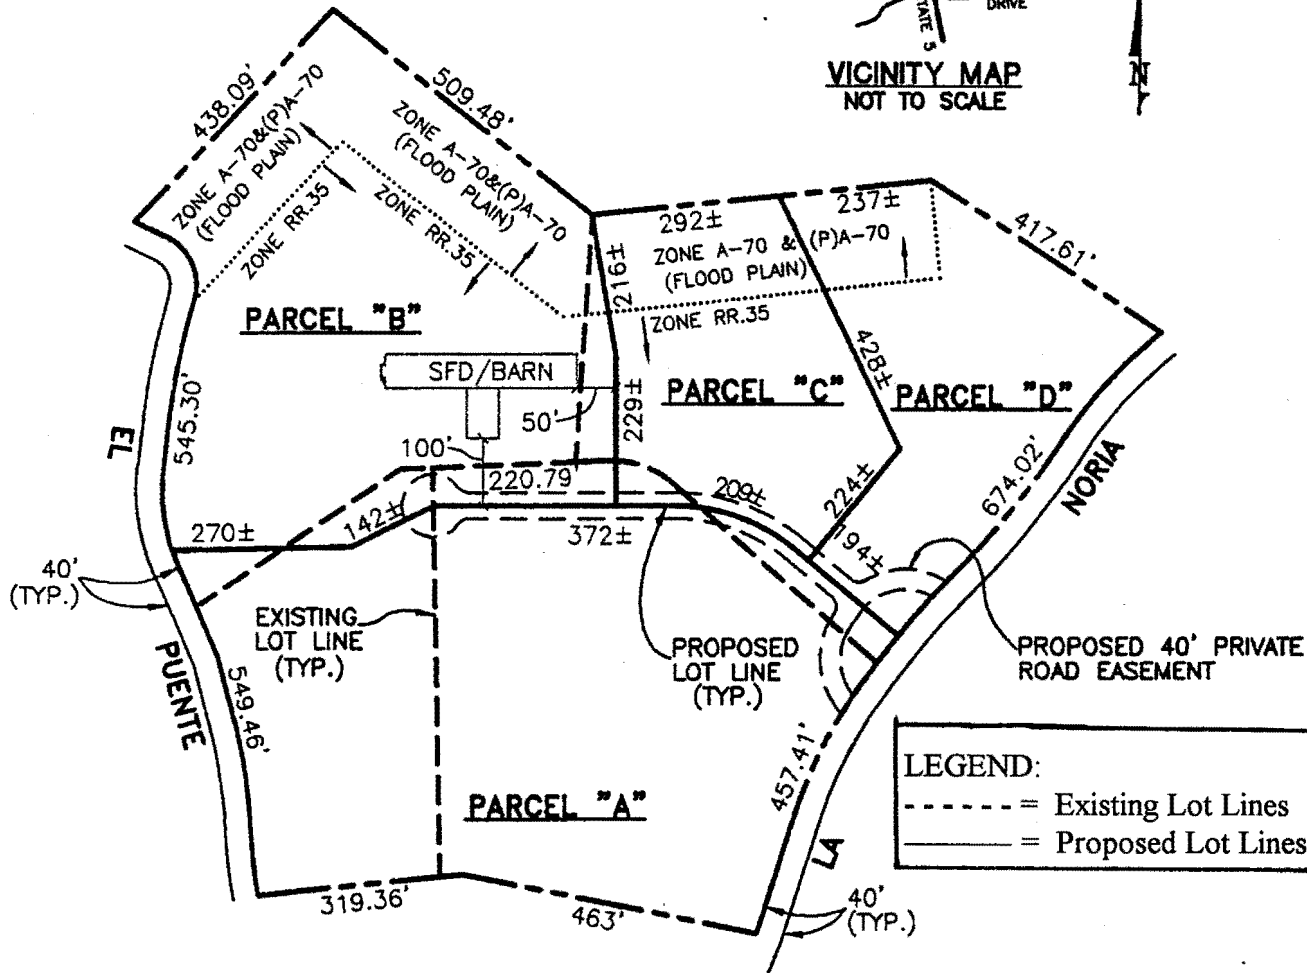 STATE 5
DRIVE
VICINITY MAP
NOT TO SCALE
N
438.09'
509.48'
ZONE A-70&(P)A-70
(FLOOD PLAIN)
ZONE RR.35
ZONE A-70&(P)A-70
(FLOOD PLAIN)
ZONE RR.35
292±
237±
417.61'
ZONE A-70 & (P)A-70
(FLOOD PLAIN)
216±
ZONE RR.35
PARCEL "B"
SFD/BARN
50'
229±
PARCEL "C"
428±
PARCEL "D"
545.30'
EL
100'
220.79
209±
224±
674.02'
NORIA
142±
270±
372±
194±
40'
(TYP.)
EXISTING
LOT LINE
(TYP.)
PROPOSED
LOT LINE
(TYP.)
PROPOSED 40' PRIVATE
ROAD EASEMENT
PUENTE
549.46'
457.41'
PARCEL "A"
LA
319.36'
463'
40'
(TYP.)
LEGEND:
------- = Existing Lot Lines
——— = Proposed Lot Lines